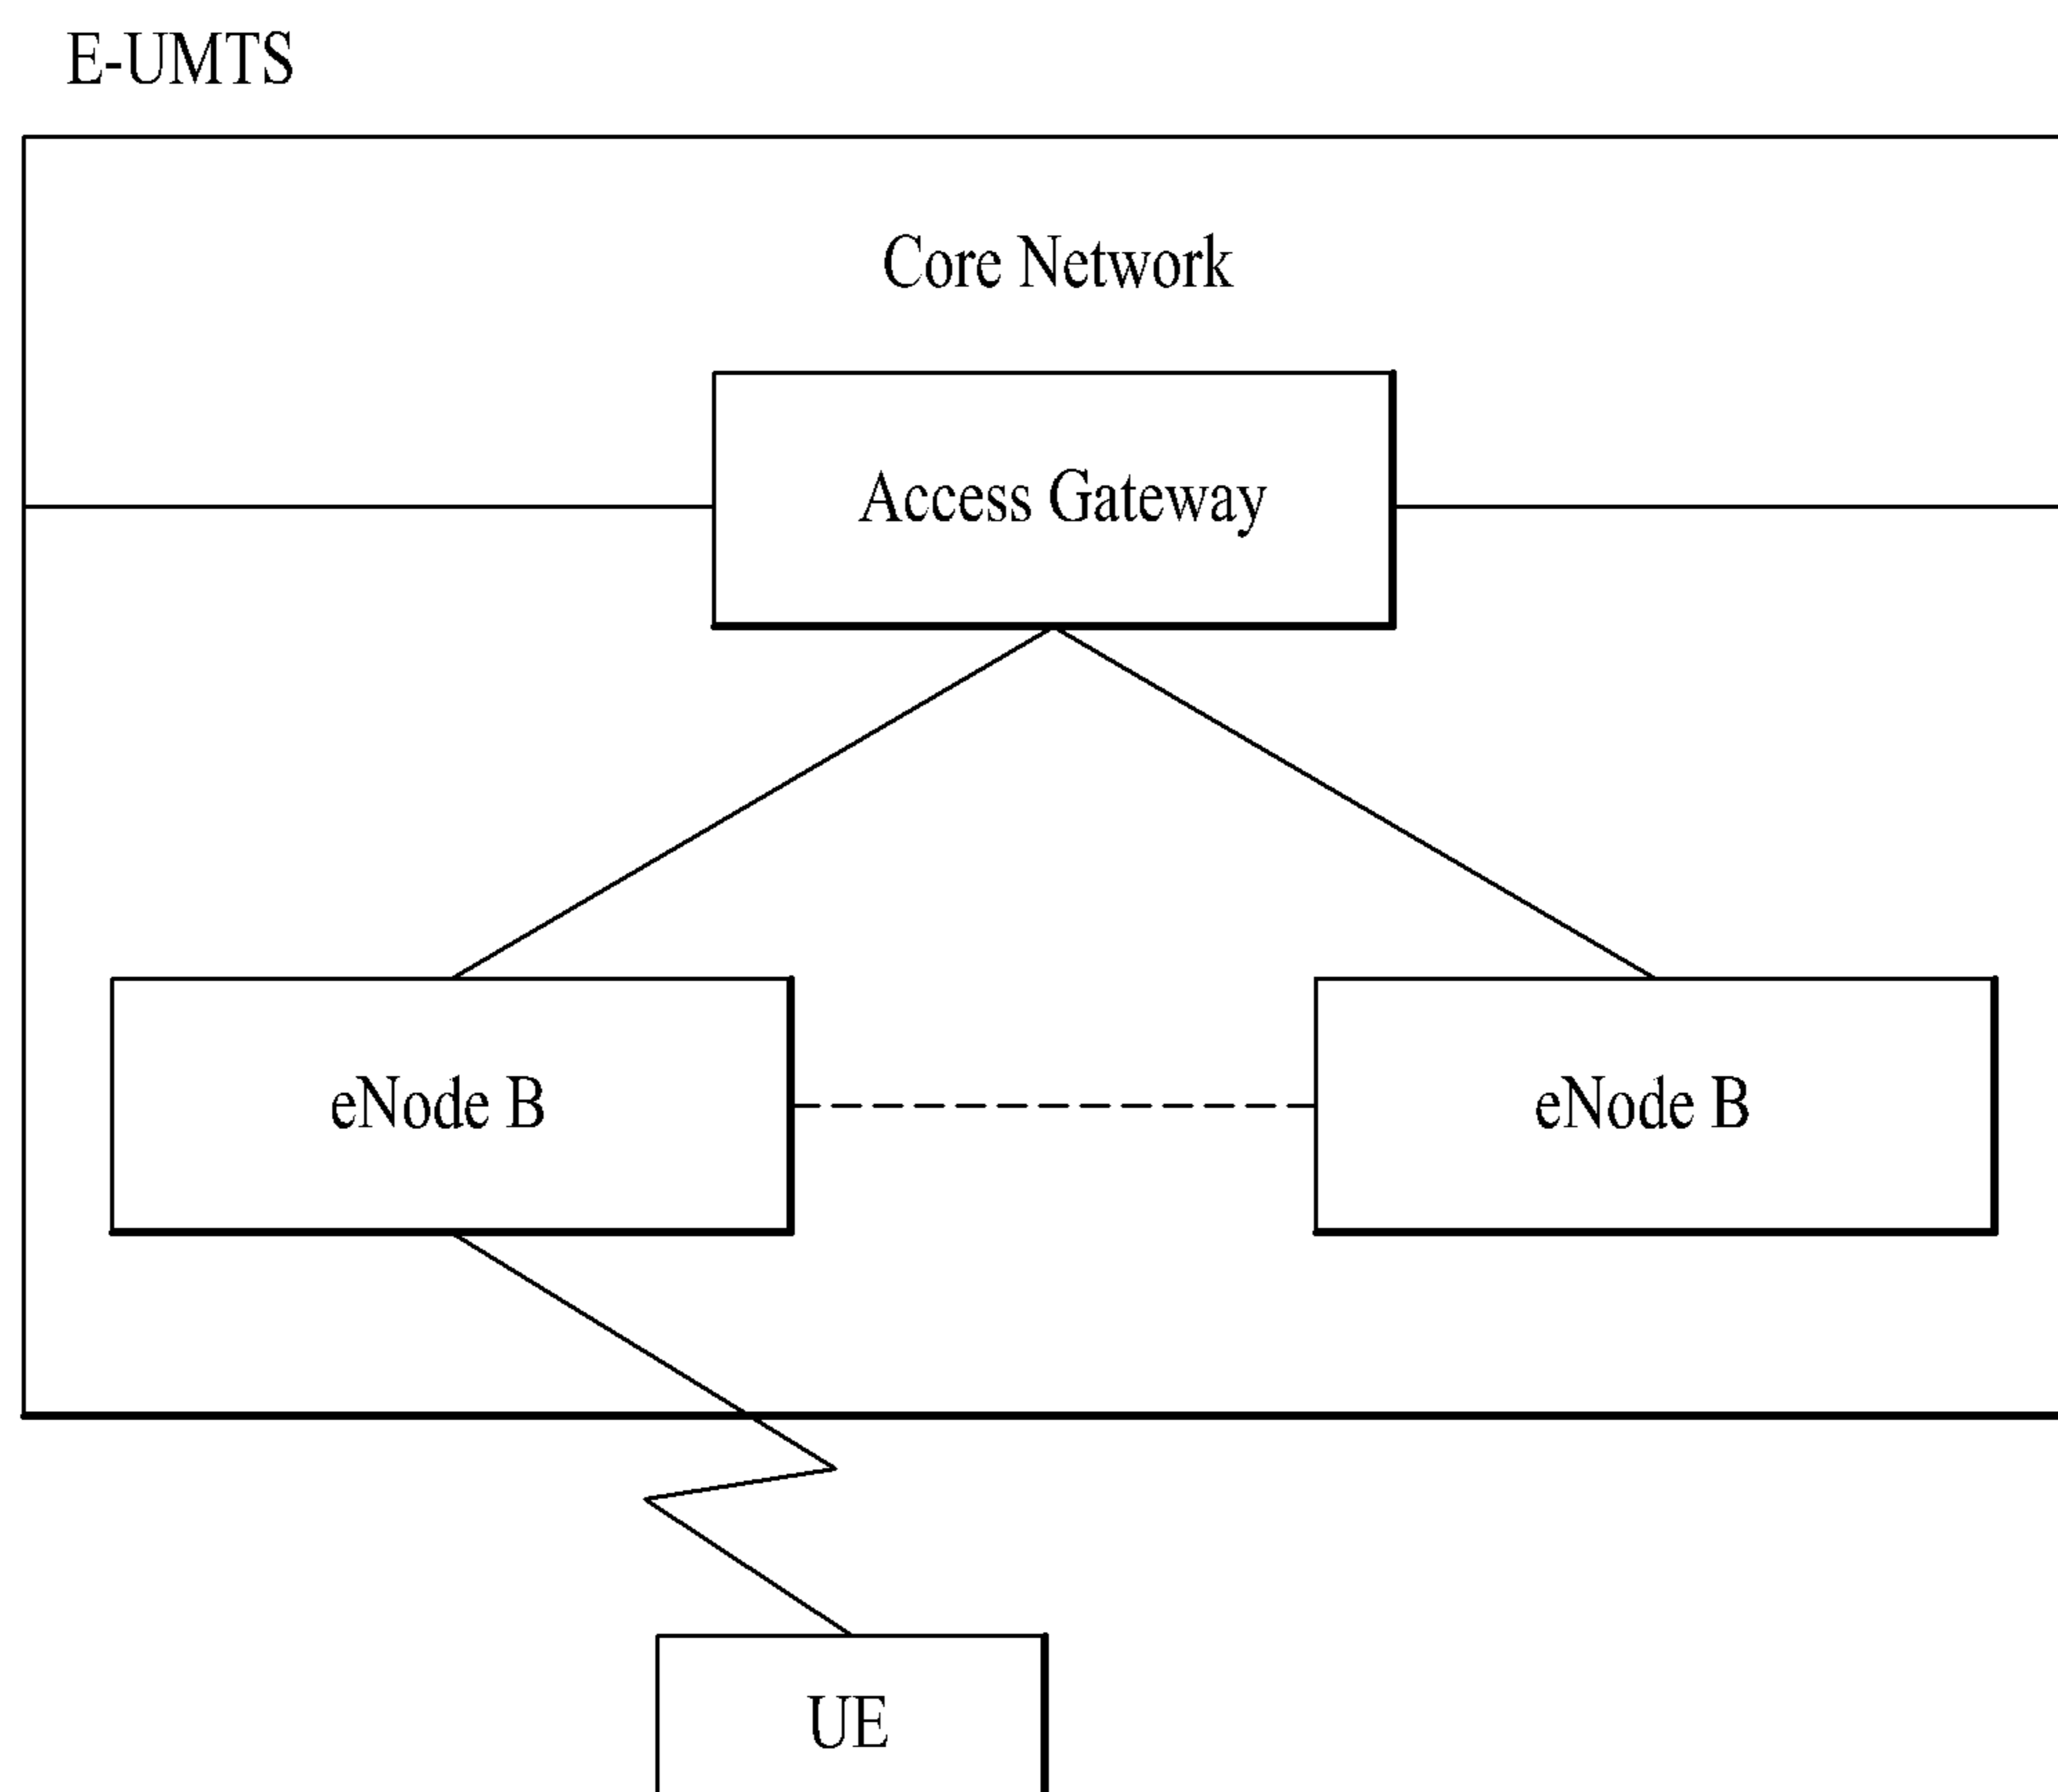 E-UMTS
Core Network
Access Gateway
eNode B
eNode B
UE